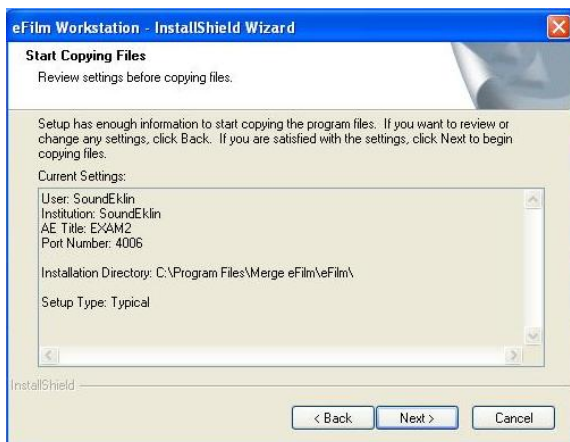 eFilm Workstation - InstallShield Wizard
Start Copying Files
Review settings before copying files.
Setup has enough information to start copying the program files. If you want to review or
change any settings, click Back. If you are satisfied with the settings, click Next to begin
copying files.
Current Settings:
User: SoundEklin
Institution: SoundEklin
AE Title: EXAM2
Port Number: 4006
Installation Directory: C:\Program Files\Merge eFilm\eFilm\
Setup Type: Typical
InstallShield
< Back Next > Cancel